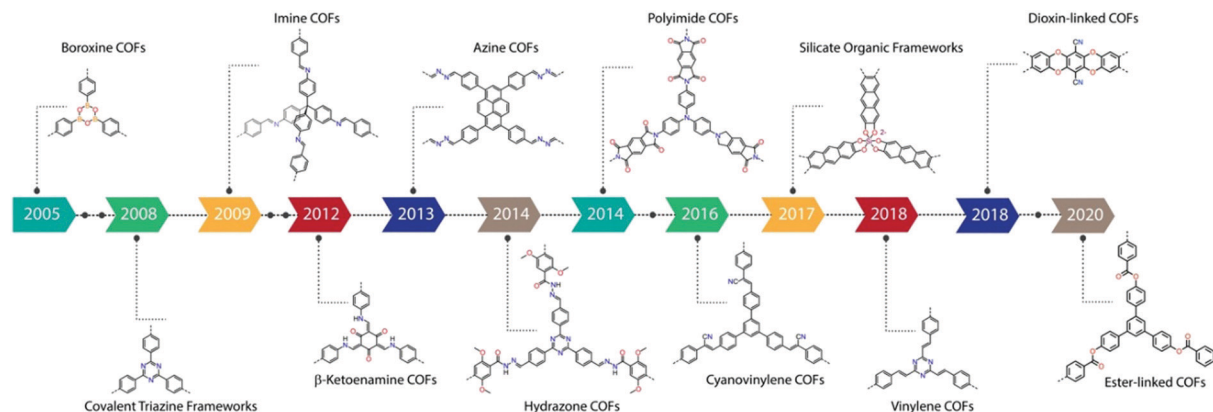 Boroxine COFs
Imine COFs
Azine COFs
Polyimide COFs
Silicate Organic Frameworks
Dioxin-linked COFs
2005
2008
2009
2012
2013
2014
2014
2016
2017
2018
2018
2020
Covalent Triazine Frameworks
β-Ketoenamine COFs
Hydrazone COFs
Cyanovinylene COFs
Vinylene COFs
Ester-linked COFs